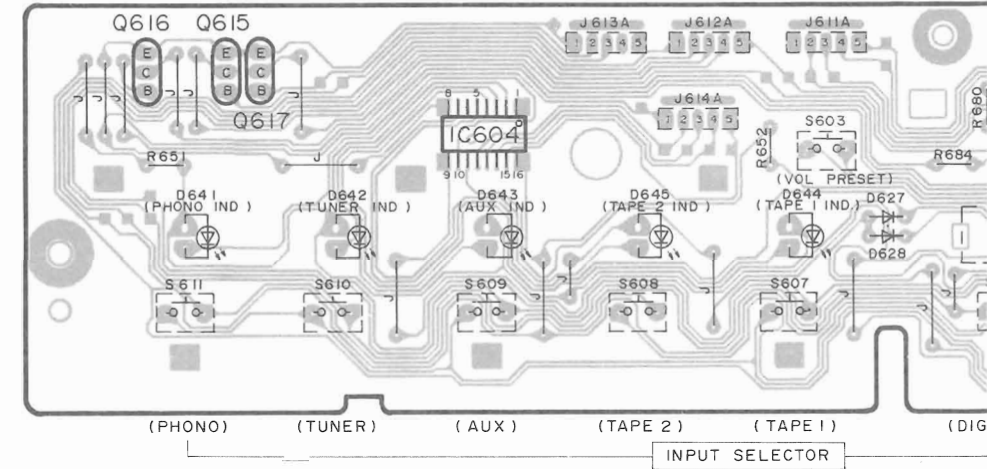 Q616 Q615 J613A J612A J611A
E E E
C C C
B B B
1 2 3 4 5 1 2 3 4 5 1 2 3 4 5
J J J J J J
Q617
8 5 1
IC604
9 10 15 16
J614A
1 2 3 4 5
S603
R652
R680
R651 J R684
(VOL PRESET)
D641 D642 D643 D645 D644 D627
(PHONO IND) (TUNER IND) (AUX IND) (TAPE 2 IND) (TAPE 1 IND.)
D628
S611 S610 S609 S608 S607
J J J J J J J
(PHONO) (TUNER) (AUX) (TAPE 2) (TAPE 1) (DIG
INPUT SELECTOR